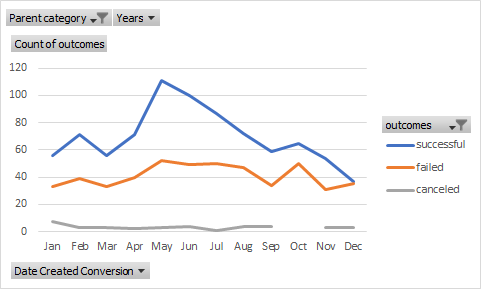 Parent category Years
Count of outcomes
120
100
80
60
40
20
0
Jan Feb Mar Apr May Jun Jul Aug Sep Oct Nov Dec
outcomes
successful
failed
canceled
Date Created Conversion